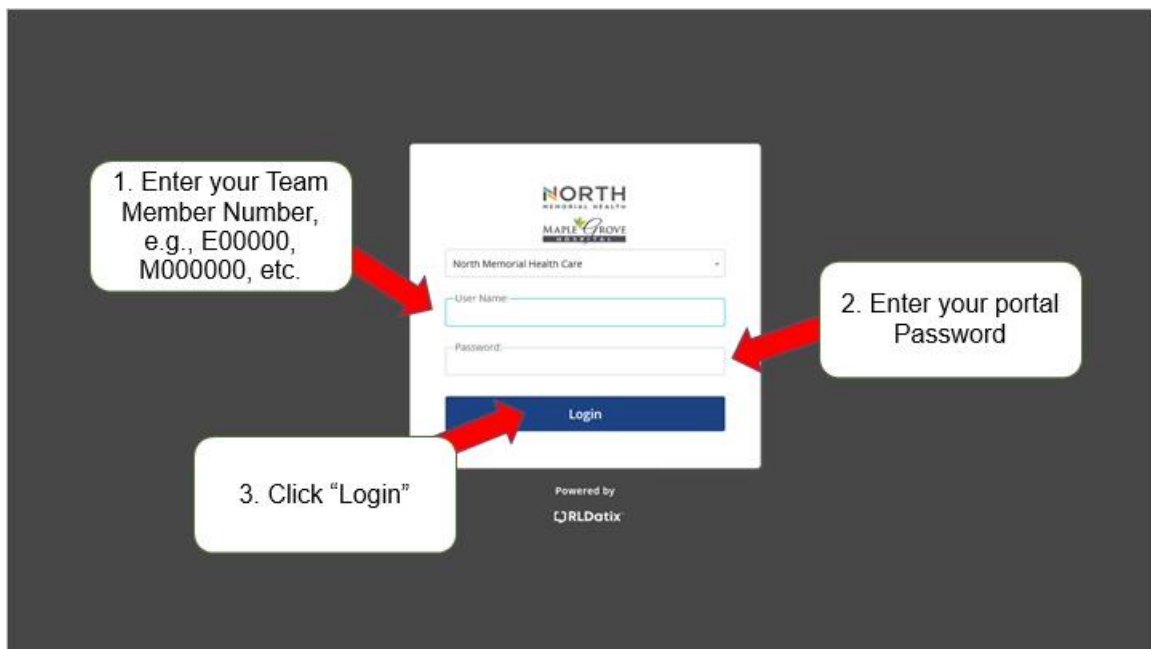 1. Enter your Team
Member Number,
e.g., E00000,
M000000, etc.
NORTH
MEMORIAL HEALTH
MAPLE GROVE
HOSPITAL
North Memorial Health Care
User Name:
2. Enter your portal
Password
Password:
Login
3. Click “Login”
Powered by
RLDatix